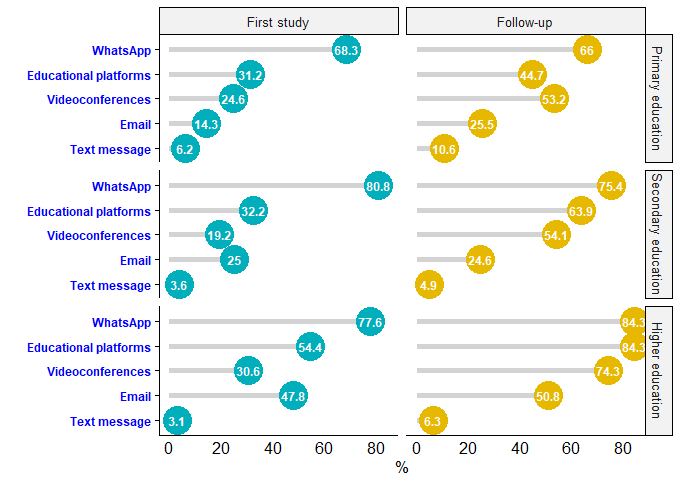 First study Follow-up
WhatsApp 68.3 66
Educational platforms 31.2 44.7
Videoconferences 24.6 53.2
Email 14.3 25.5
Text message 6.2 10.6
Primary education
WhatsApp 80.8 75.4
Educational platforms 32.2 63.9
Videoconferences 19.2 54.1
Email 25 24.6
Text message 3.6 4.9
Secondary education
WhatsApp 77.6 84.3
Educational platforms 54.4 84.3
Videoconferences 30.6 74.3
Email 47.8 50.8
Text message 3.1 6.3
Higher education
0 20 40 60 80 0 20 40 60 80
%